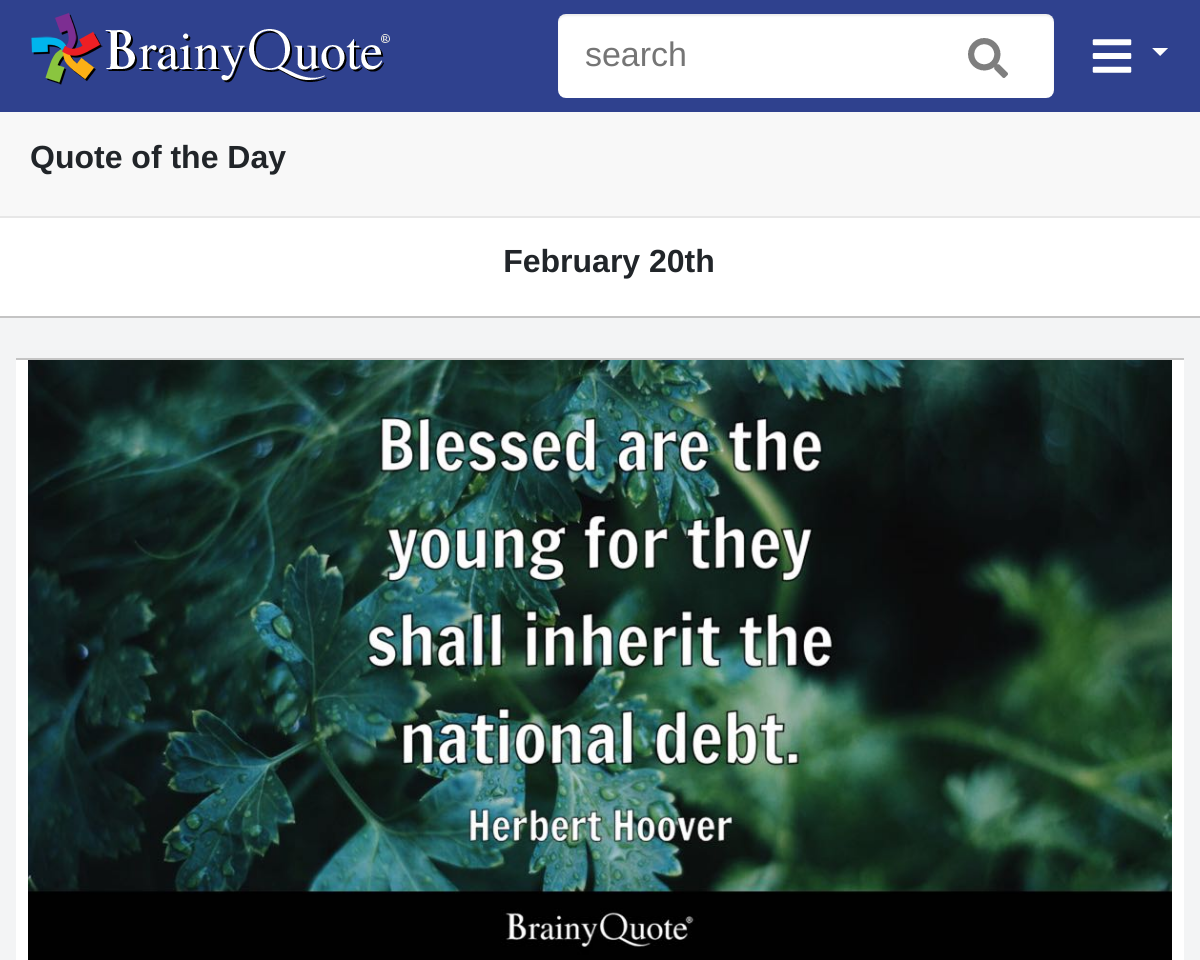 BrainyQuote®
search
Quote of the Day
February 20th
Blessed are the
young for they
shall inherit the
national debt.
Herbert Hoover
BrainyQuote®